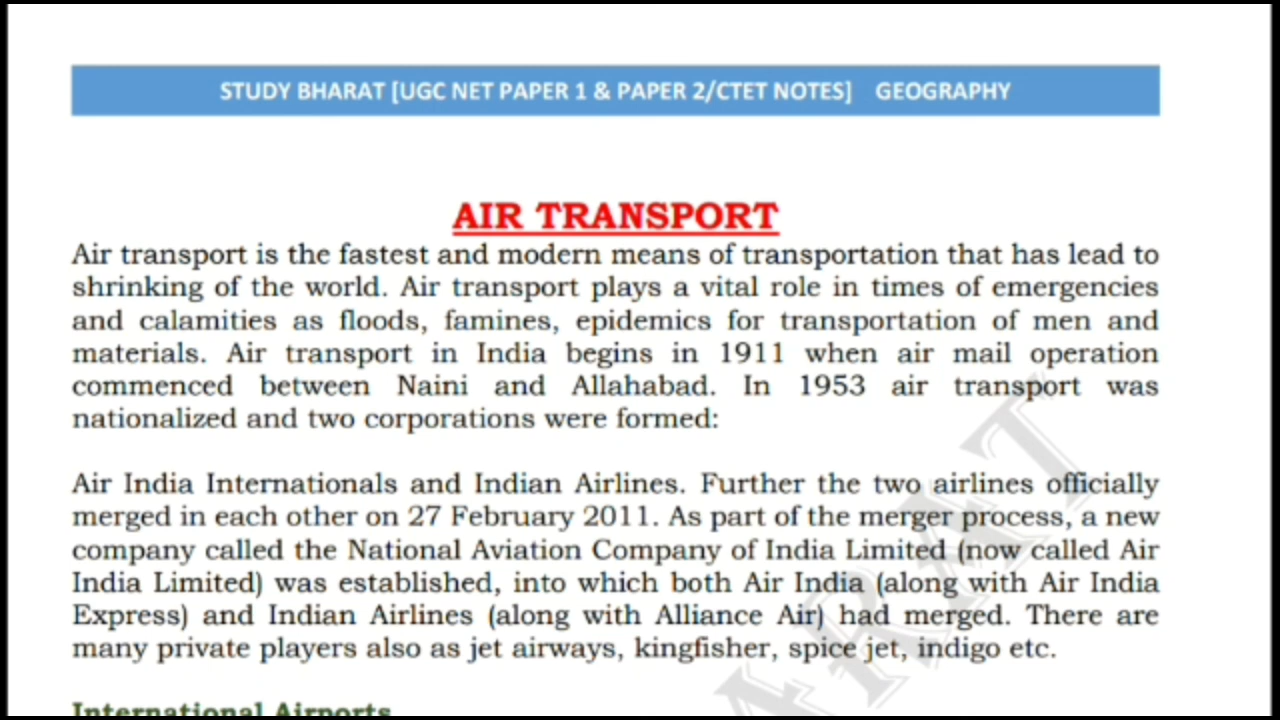 STUDY BHARAT [UGC NET PAPER 1 & PAPER 2/CTET NOTES] GEOGRAPHY
AIR TRANSPORT
Air transport is the fastest and modern means of transportation that has lead to
shrinking of the world. Air transport plays a vital role in times of emergencies
and calamities as floods, famines, epidemics for transportation of men and
materials. Air transport in India begins in 1911 when air mail operation
commenced between Naini and Allahabad. In 1953 air transport was
nationalized and two corporations were formed:
Air India Internationals and Indian Airlines. Further the two airlines officially
merged in each other on 27 February 2011. As part of the merger process, a new
company called the National Aviation Company of India Limited (now called Air
India Limited) was established, into which both Air India (along with Air India
Express) and Indian Airlines (along with Alliance Air) had merged. There are
many private players also as jet airways, kingfisher, spice jet, indigo etc.
International Airports
ARAT